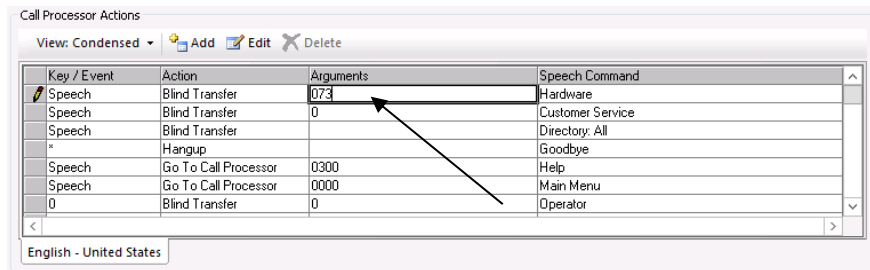 Call Processor Actions
View: Condensed Add Edit Delete
Key / Event Action Arguments Speech Command
Speech Blind Transfer 073 Hardware
Speech Blind Transfer 0 Customer Service
Speech Blind Transfer Directory: All
* Hangup Goodbye
Speech Go To Call Processor 0300 Help
Speech Go To Call Processor 0000 Main Menu
0 Blind Transfer 0 Operator
English - United States